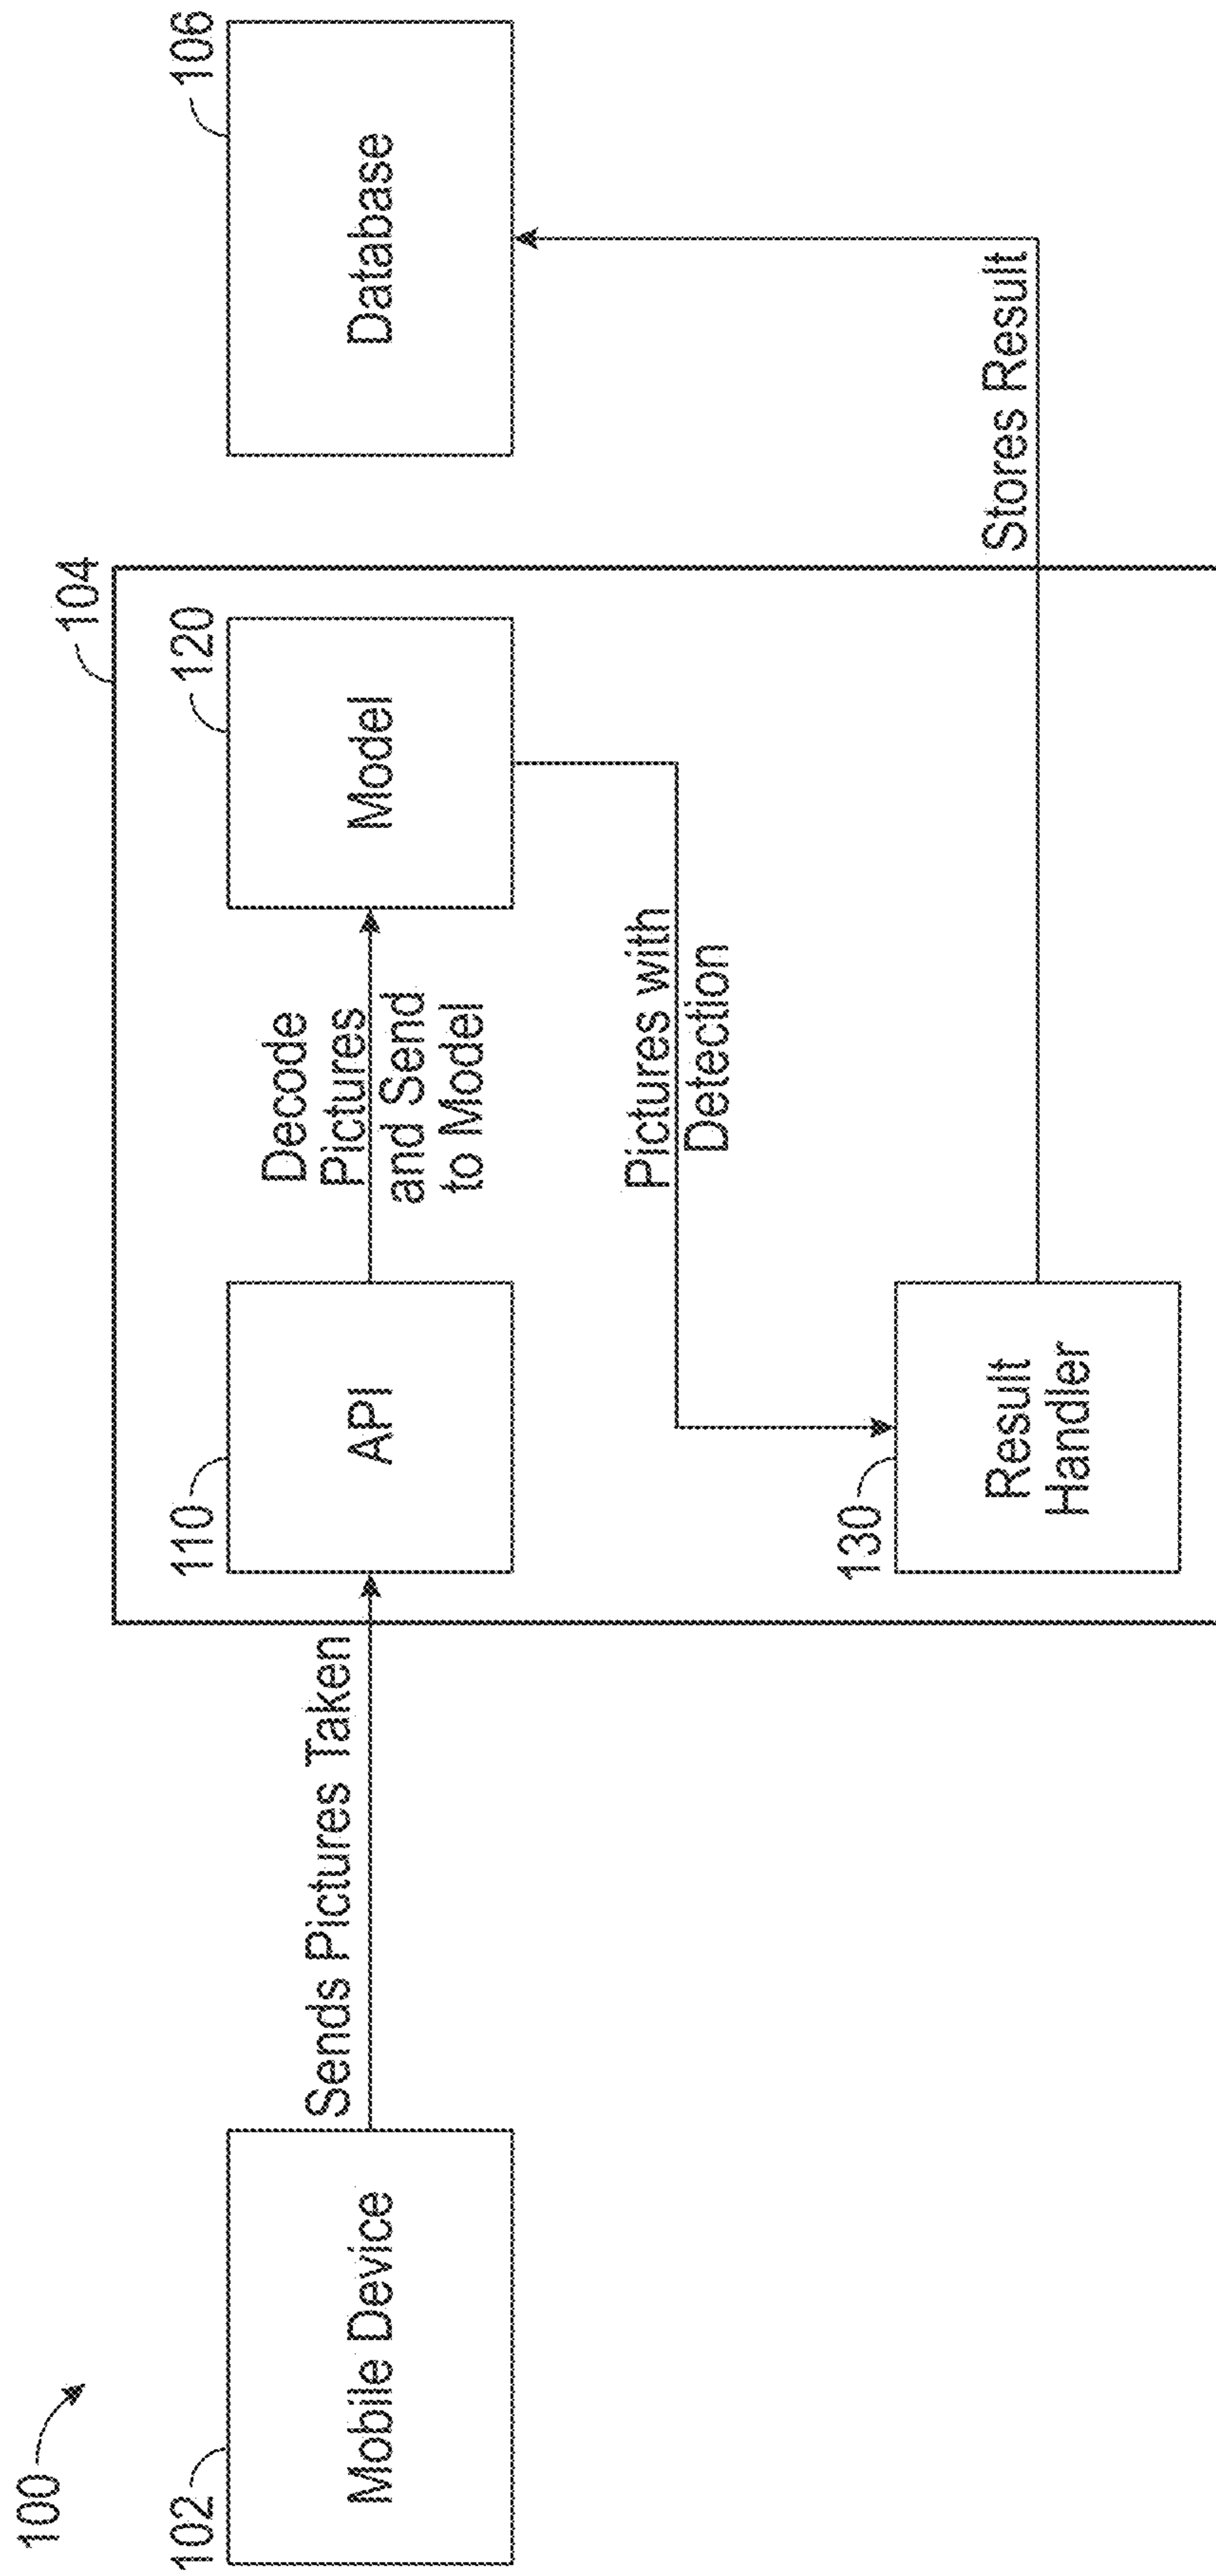 100
102
Mobile Device
Sends Pictures Taken
104
110
API
Decode
Pictures
and Send
to Model
120
Model
Pictures with
Detection
130
Result
Handler
Stores Result
106
Database